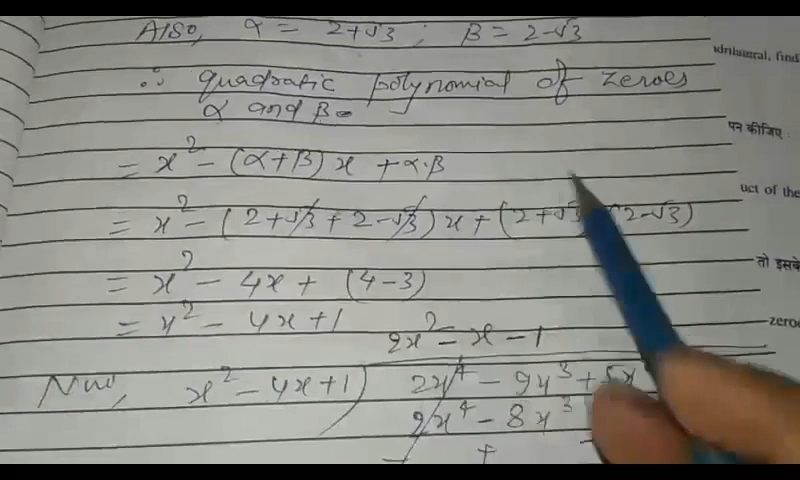 Also, α = 2+√3 ; β = 2-√3
∴ quadratic polynomial of zeroes
α and β =
= x² - (α+β)x + α·β
= x² - (2+√3 + 2-√3)x + (2+√3) (2-√3)
= x² - 4x + (4-3)
= x² - 4x + 1
2x² - x - 1
Now, x² - 4x + 1) 2x⁴ - 9x³ + 5x
2x⁴ - 8x³
- +
find
पन कीजिए
uct of the
तो इसके
zero